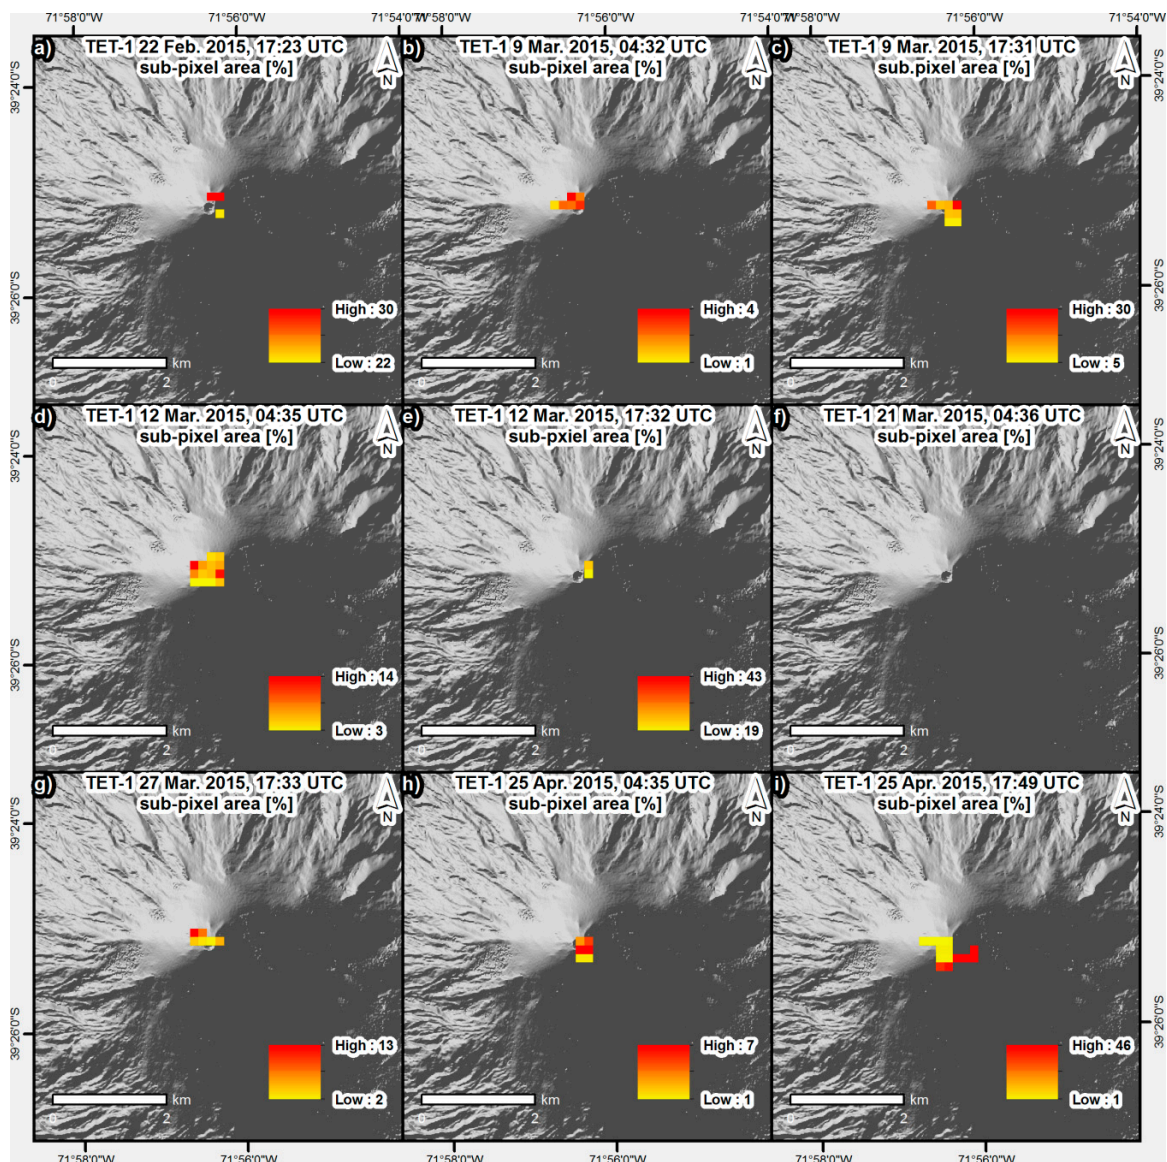 71°58'0"W 71°56'0"W 71°54'0"W 71°56'0"W 71°56'0"W 71°54'0"W
a) TET-1 22 Feb. 2015, 17:23 UTC
sub-pixel area [%]
N
39°24'0"S
39°26'0"S
High : 30
Low : 22
km
0 2
b) TET-1 9 Mar. 2015, 04:32 UTC
sub-pixel area [%]
N
High : 4
Low : 1
km
2
c) TET-1 9 Mar. 2015, 17:31 UTC
sub.pixel area [%]
N
39°24'0"S
39°26'0"S
High : 30
Low : 5
km
2
d) TET-1 12 Mar. 2015, 04:35 UTC
sub-pixel area [%]
N
39°24'0"S
39°26'0"S
High : 14
Low : 3
km
0 2
e) TET-1 12 Mar. 2015, 17:32 UTC
sub-pxiel area [%]
N
High : 43
Low : 19
km
2
f) TET-1 21 Mar. 2015, 04:36 UTC
sub-pixel area [%]
N
39°24'0"S
39°26'0"S
km
2
g) TET-1 27 Mar. 2015, 17:33 UTC
sub-pixel area [%]
N
39°24'0"S
39°26'0"S
High : 13
Low : 2
km
0 2
h) TET-1 25 Apr. 2015, 04:35 UTC
sub-pixel area [%]
N
High : 7
Low : 1
km
2
i) TET-1 25 Apr. 2015, 17:49 UTC
sub-pixel area [%]
N
39°24'0"S
39°26'0"S
High : 46
Low : 1
km
2
71°58'0"W 71°56'0"W 71°56'0"W 71°58'0"W 71°56'0"W